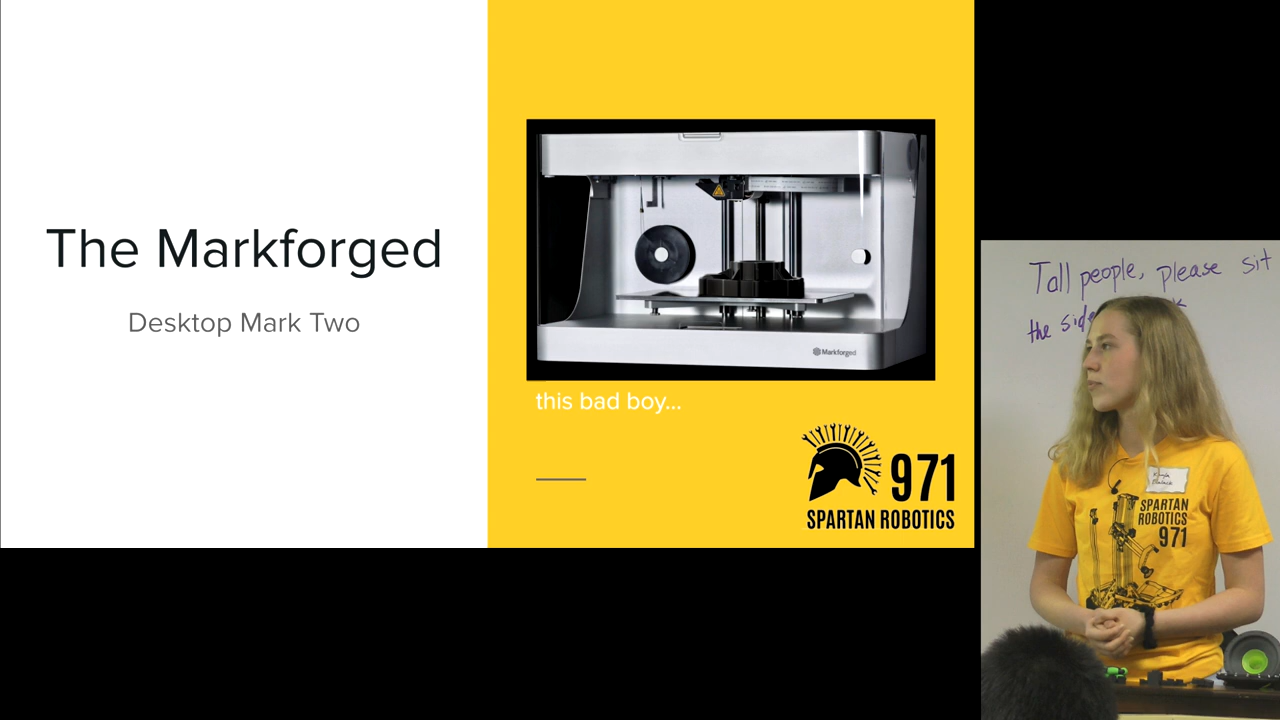 The Markforged
Desktop Mark Two
Markforged
this bad boy...
971
SPARTAN ROBOTICS
Tall people, please sit
the side
SPARTAN
ROBOTICS
971